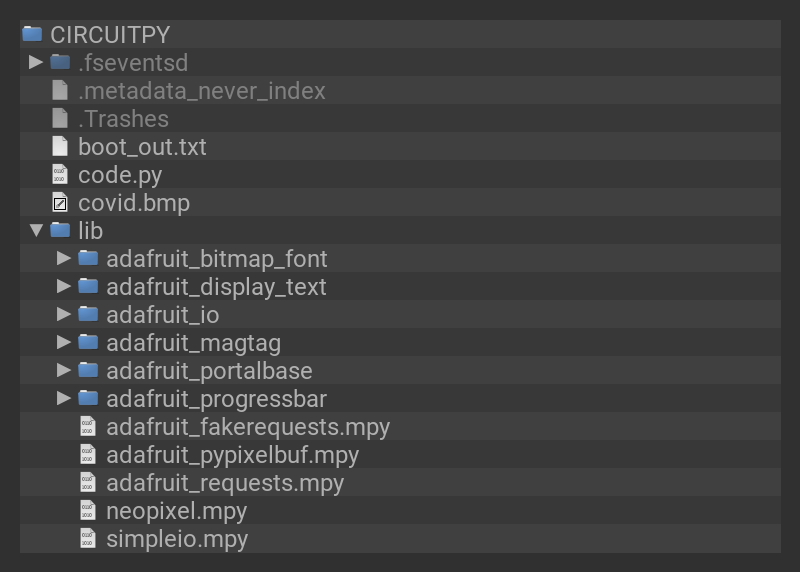 CIRCUITPY
.fseventsd
.metadata_never_index
.Trashes
boot_out.txt
code.py
covid.bmp
lib
adafruit_bitmap_font
adafruit_display_text
adafruit_io
adafruit_magtag
adafruit_portalbase
adafruit_progressbar
adafruit_fakerequests.mpy
adafruit_pypixelbuf.mpy
adafruit_requests.mpy
neopixel.mpy
simpleio.mpy